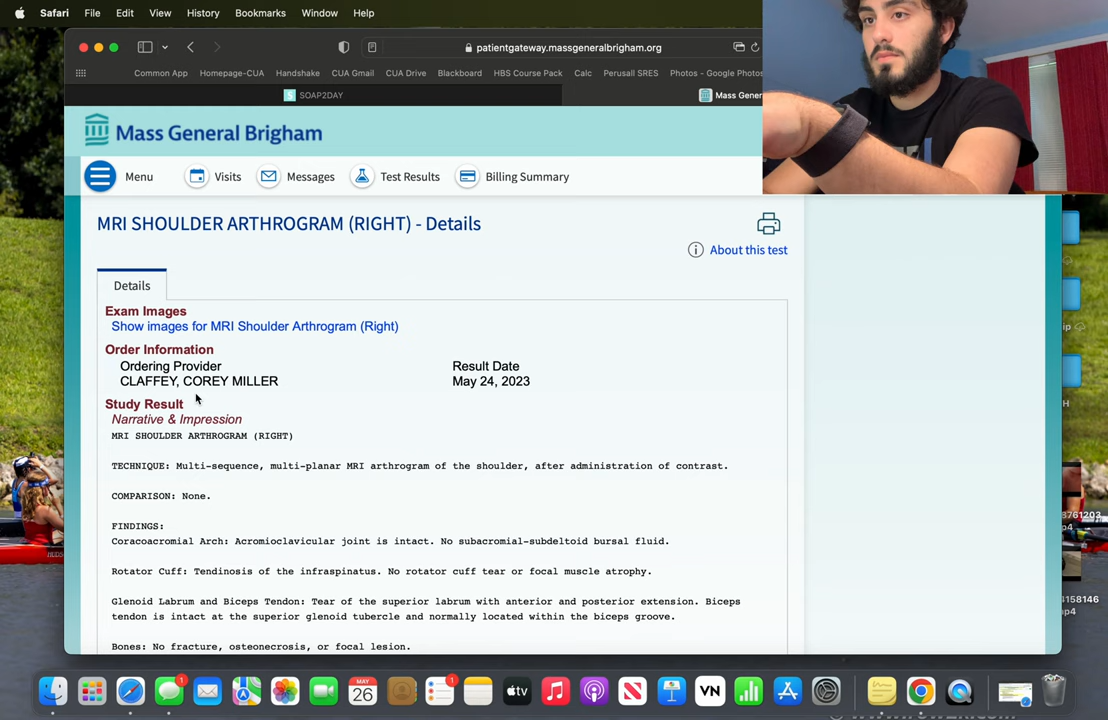 Safari File Edit View History Bookmarks Window Help
patientgateway.massgeneralbrigham.org
Common App Homepage-CUA Handshake CUA Gmail CUA Drive Blackboard HBS Course Pack Calc Perusall SRES Photos - Google Photos
SOAP2DAY
Mass Gener
Mass General Brigham
Menu Visits Messages Test Results Billing Summary
MRI SHOULDER ARTHROGRAM (RIGHT) - Details
About this test
Details
Exam Images
Show images for MRI Shoulder Arthrogram (Right)
Order Information
Ordering Provider Result Date
CLAFFEY, COREY MILLER May 24, 2023
Study Result
Narrative & Impression
MRI SHOULDER ARTHROGRAM (RIGHT)
TECHNIQUE: Multi-sequence, multi-planar MRI arthrogram of the shoulder, after administration of contrast.
COMPARISON: None.
FINDINGS:
Coracoacromial Arch: Acromioclavicular joint is intact. No subacromial-subdeltoid bursal fluid.
Rotator Cuff: Tendinosis of the infraspinatus. No rotator cuff tear or focal muscle atrophy.
Glenoid Labrum and Biceps Tendon: Tear of the superior labrum with anterior and posterior extension. Biceps
tendon is intact at the superior glenoid tubercle and normally located within the biceps groove.
Bones: No fracture, osteonecrosis, or focal lesion.
ip
H
8761203
p4
4158146
mp4
1
MAY
26
1
tv
VN